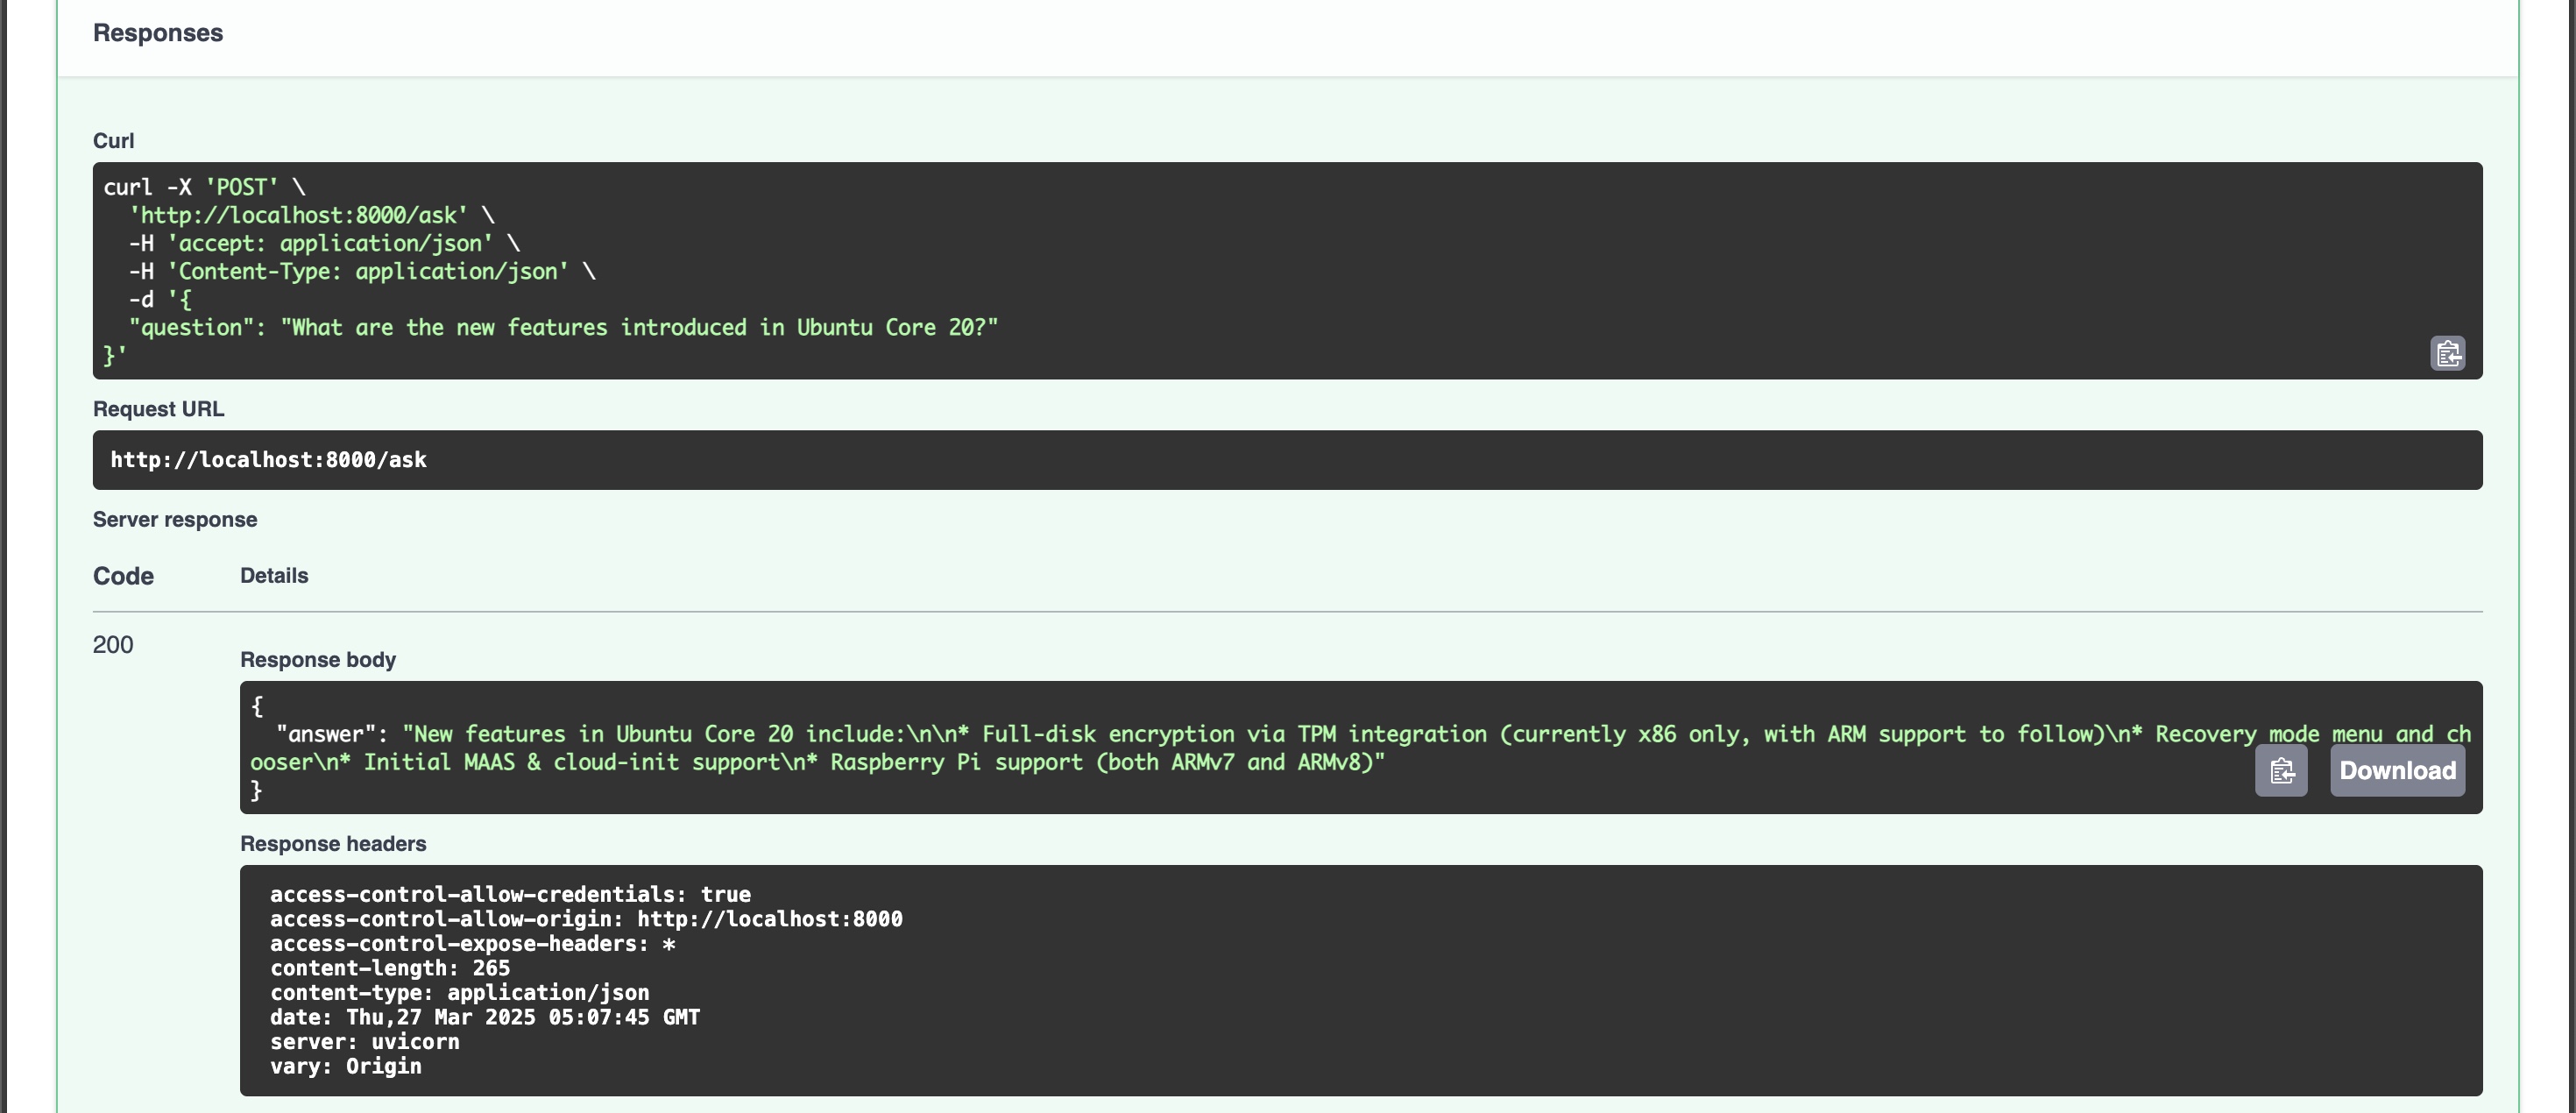 Responses
Curl
curl -X 'POST' \
  'http://localhost:8000/ask' \
  -H 'accept: application/json' \
  -H 'Content-Type: application/json' \
  -d '{
  "question": "What are the new features introduced in Ubuntu Core 20?"
}'
Request URL
http://localhost:8000/ask
Server response
Code Details
200
Response body
{
  "answer": "New features in Ubuntu Core 20 include:\n\n* Full-disk encryption via TPM integration (currently x86 only, with ARM support to follow)\n* Recovery mode menu and ch
ooser\n* Initial MAAS & cloud-init support\n* Raspberry Pi support (both ARMv7 and ARMv8)"
}
Download
Response headers
access-control-allow-credentials: true
access-control-allow-origin: http://localhost:8000
access-control-expose-headers: *
content-length: 265
content-type: application/json
date: Thu,27 Mar 2025 05:07:45 GMT
server: uvicorn
vary: Origin